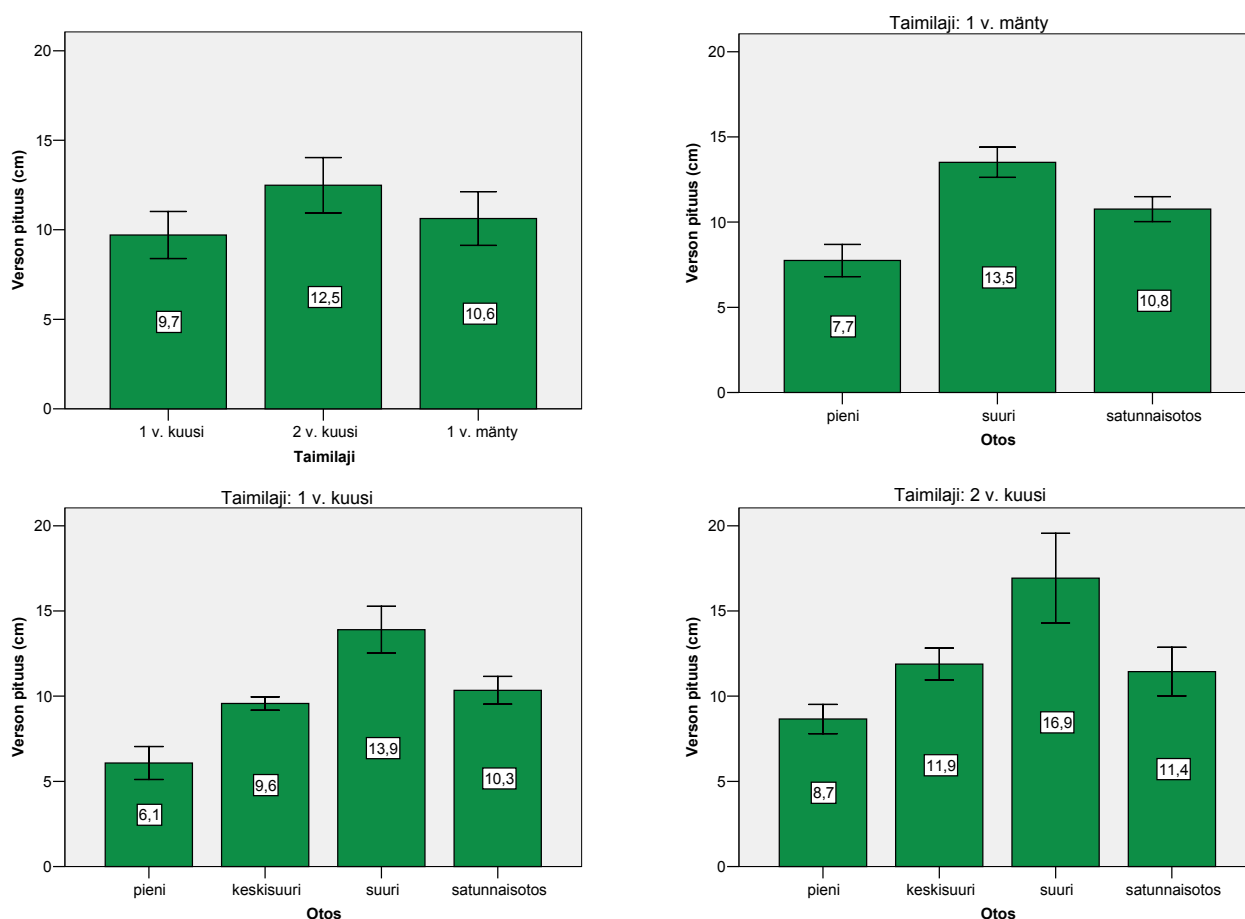 Verson pituus (cm)
20
15
10
5
0
9,7
12,5
10,6
1 v. kuusi
2 v. kuusi
1 v. mänty
Taimilaji
Taimilaji: 1 v. mänty
Verson pituus (cm)
20
15
10
5
0
7,7
13,5
10,8
pieni
suuri
satunnaisotos
Otos
Taimilaji: 1 v. kuusi
Verson pituus (cm)
20
15
10
5
0
6,1
9,6
13,9
10,3
pieni
keskisuuri
suuri
satunnaisotos
Otos
Taimilaji: 2 v. kuusi
Verson pituus (cm)
20
15
10
5
0
8,7
11,9
16,9
11,4
pieni
keskisuuri
suuri
satunnaisotos
Otos